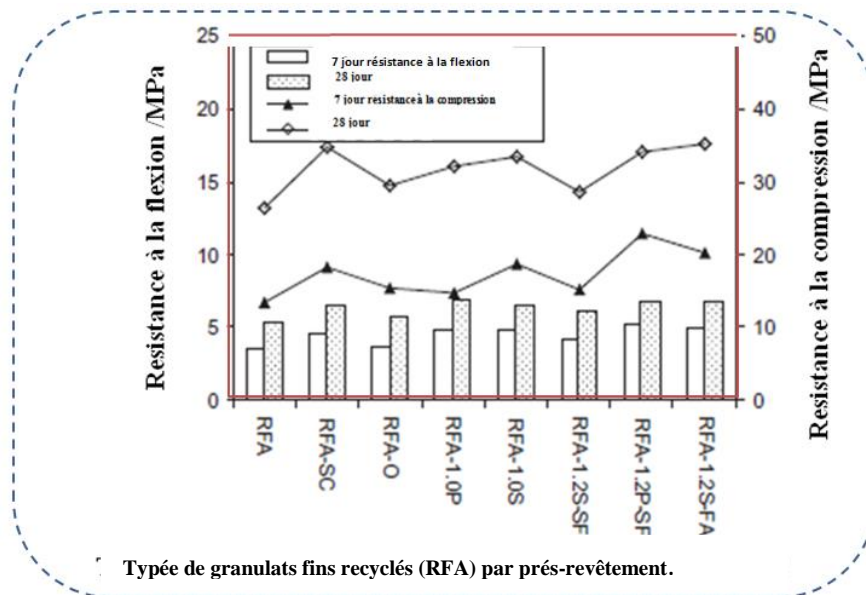 Resistance à la flexion /MPa
25
20
15
10
5
0
7 jour résistance à la flexion
28 jour
7 jour resistance à la compression
28 jour
50
40
30
20
10
0
Resistance à la compression /MPa
RFA
RFA-SC
RFA-O
RFA-1.0P
RFA-1.0S
RFA-1.2S-SF
RFA-1.2P-SF
RFA-1.2S-FA
Typée de granulats fins recyclés (RFA) par prés-revêtement.